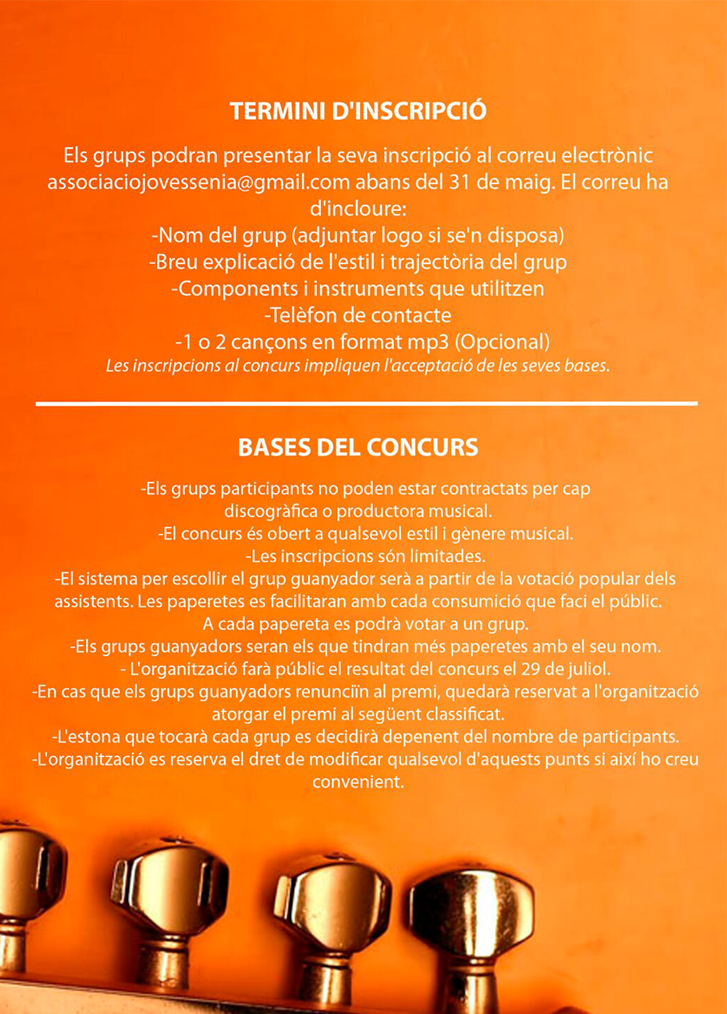 TERMINI D'INSCRIPCIÓ
Els grups podran presentar la seva inscripció al correu electrònic
associaciojovessenia@gmail.com abans del 31 de maig. El correu ha
d'incloure:
-Nom del grup (adjuntar logo si se'n disposa)
-Breu explicació de l'estil i trajectòria del grup
-Components i instruments que utilitzen
-Telèfon de contacte
-1 o 2 cançons en format mp3 (Opcional)
Les inscripcions al concurs impliquen l'acceptació de les seves bases.
BASES DEL CONCURS
-Els grups participants no poden estar contractats per cap
discogràfica o productora musical.
-El concurs és obert a qualsevol estil i gènere musical.
-Les inscripcions són limitades.
-El sistema per escollir el grup guanyador serà a partir de la votació popular dels
assistents. Les paperetes es facilitaran amb cada consumició que faci el públic.
A cada papereta es podrà votar a un grup.
-Els grups guanyadors seran els que tindran més paperetes amb el seu nom.
- L'organització farà públic el resultat del concurs el 29 de juliol.
-En cas que els grups guanyadors renunciïn al premi, quedarà reservat a l'organització
atorgar el premi al següent classificat.
-L'estona que tocarà cada grup es decidirà depenent del nombre de participants.
-L'organització es reserva el dret de modificar qualsevol d'aquests punts si així ho creu
convenient.